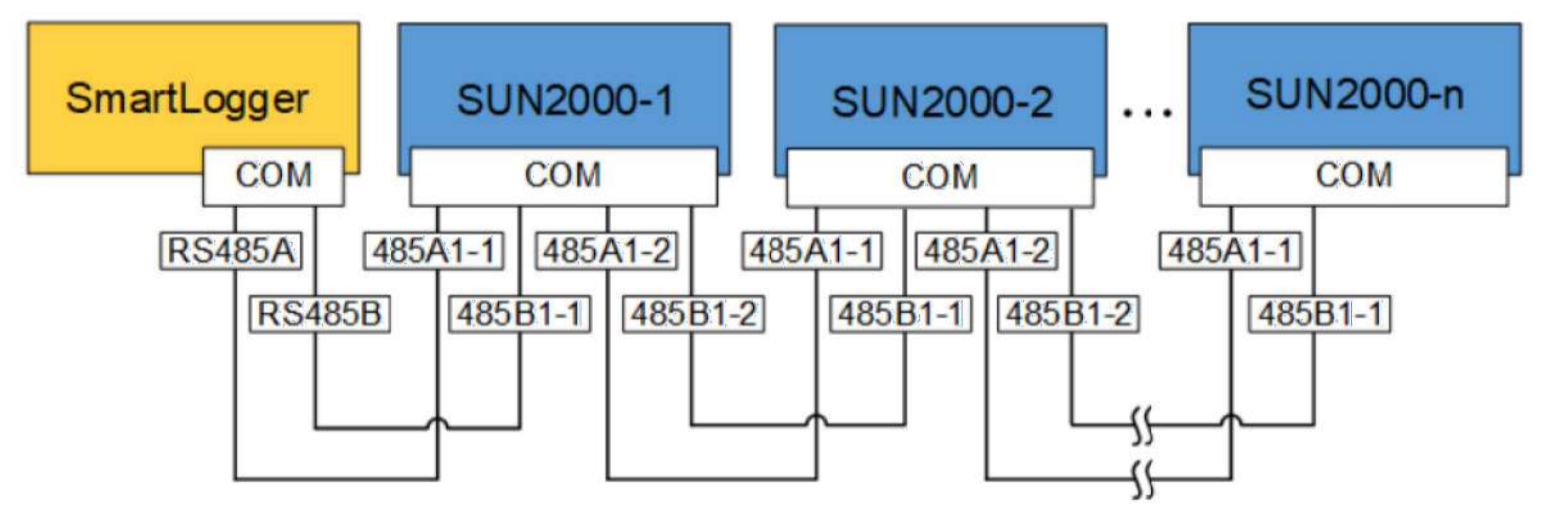 SmartLogger
SUN2000-1
SUN2000-2
...
SUN2000-n
COM
COM
COM
COM
RS485A
485A1-1
485A1-2
485A1-1
485A1-2
485A1-1
RS485B
485B1-1
485B1-2
485B1-1
485B1-2
485B1-1